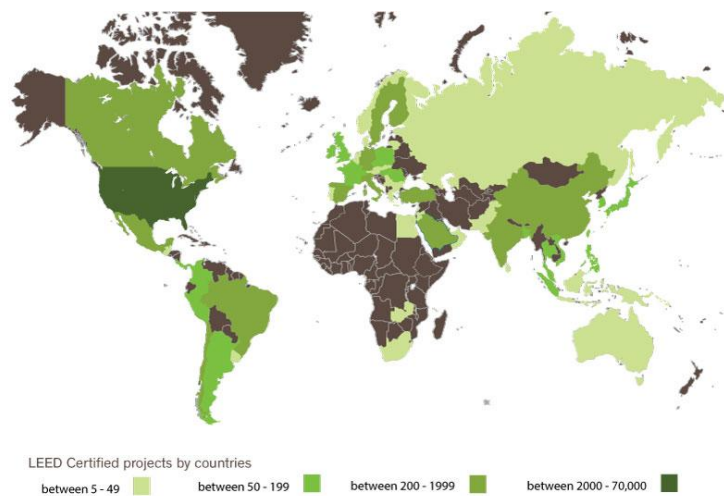 LEED Certified projects by countries
between 5 - 49 between 50 - 199 between 200 - 1999 between 2000 - 70,000